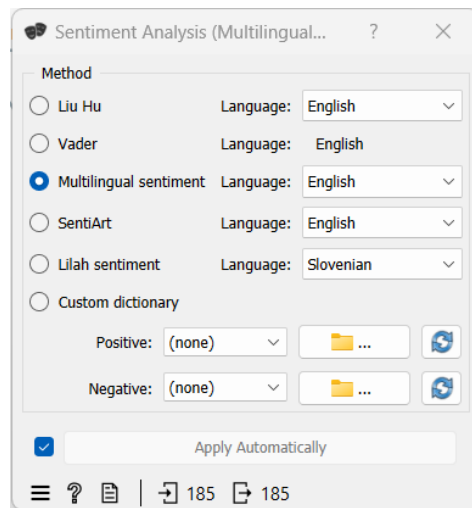 Sentiment Analysis (Multilingual... ?
Method
Liu Hu Language: English
Vader Language: English
Multilingual sentiment Language: English
SentiArt Language: English
Lilah sentiment Language: Slovenian
Custom dictionary
Positive: (none) ...
Negative: (none) ...
Apply Automatically
? 185 185